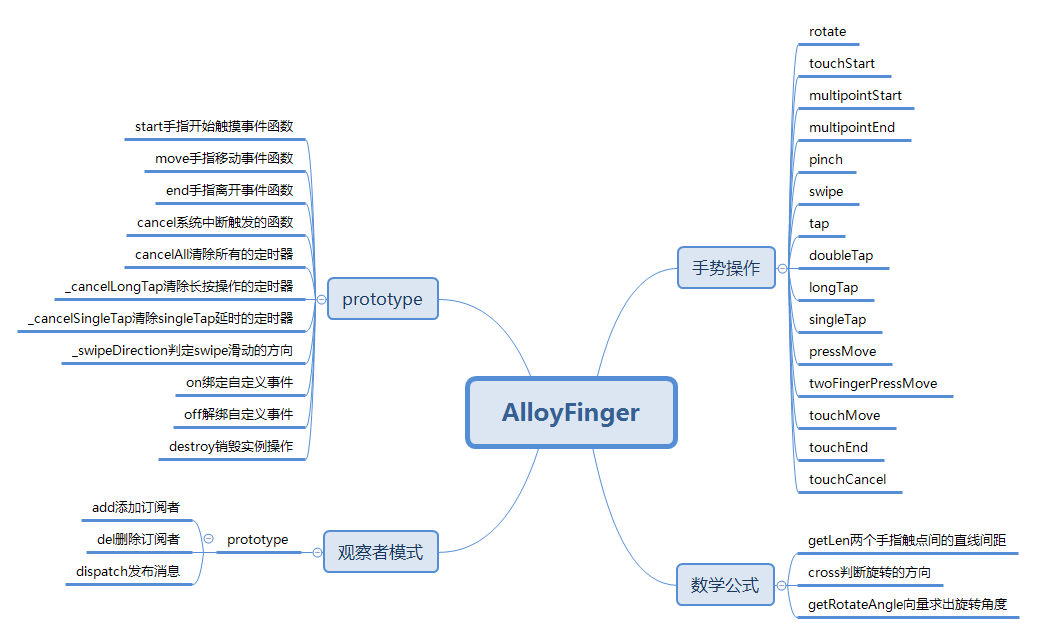 AlloyFinger
prototype
start手指开始触摸事件函数
move手指移动事件函数
end手指离开事件函数
cancel系统中断触发的函数
cancelAll清除所有的定时器
_cancelLongTap清除长按操作的定时器
_cancelSingleTap清除singleTap延时的定时器
_swipeDirection判定swipe滑动的方向
on绑定自定义事件
off解绑自定义事件
destroy销毁实例操作
观察者模式
prototype
add添加订阅者
del删除订阅者
dispatch发布消息
手势操作
rotate
touchStart
multipointStart
multipointEnd
pinch
swipe
tap
doubleTap
longTap
singleTap
pressMove
twoFingerPressMove
touchMove
touchEnd
touchCancel
数学公式
getLen两个手指触点间的直线间距
cross判断旋转的方向
getRotateAngle向量求出旋转角度